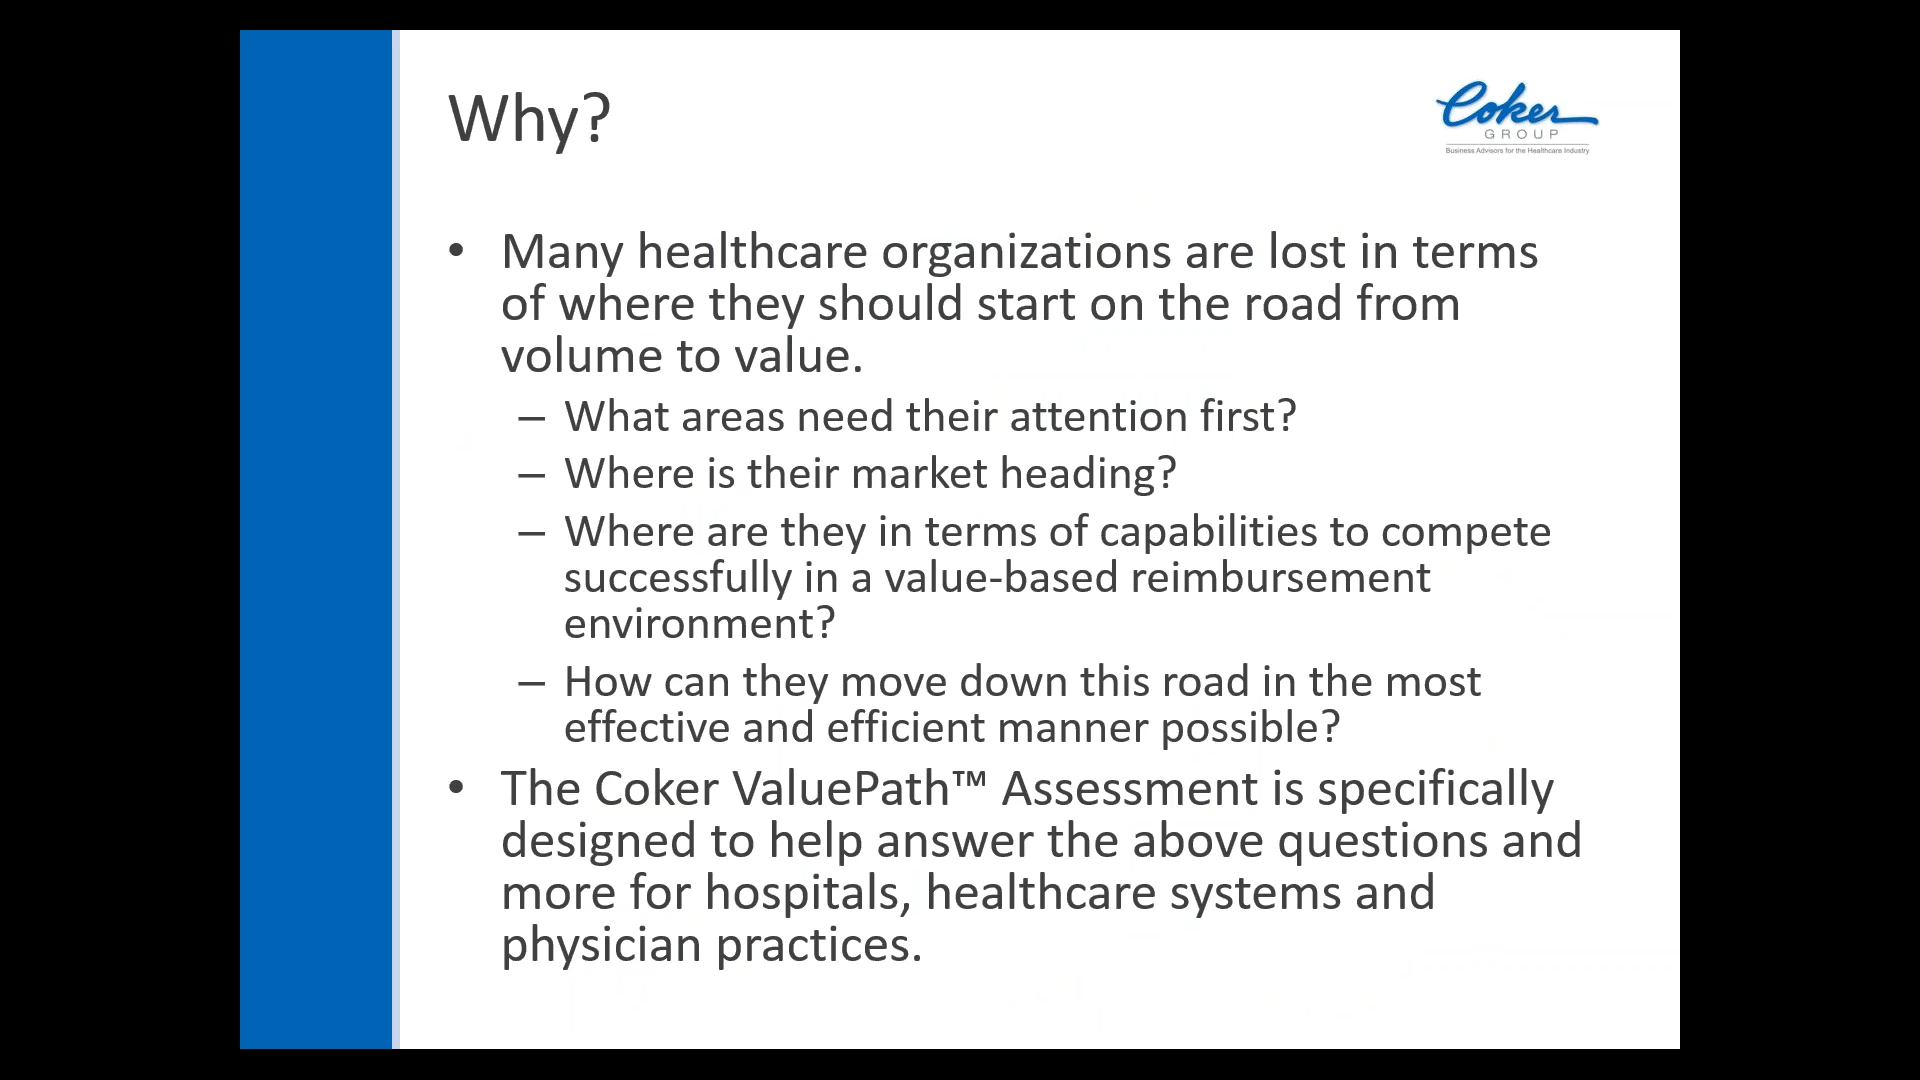 Why?
Coker
GROUP
Business Advisors for the Healthcare Industry
• Many healthcare organizations are lost in terms
of where they should start on the road from
volume to value.
– What areas need their attention first?
– Where is their market heading?
– Where are they in terms of capabilities to compete
successfully in a value-based reimbursement
environment?
– How can they move down this road in the most
effective and efficient manner possible?
• The Coker ValuePath™ Assessment is specifically
designed to help answer the above questions and
more for hospitals, healthcare systems and
physician practices.